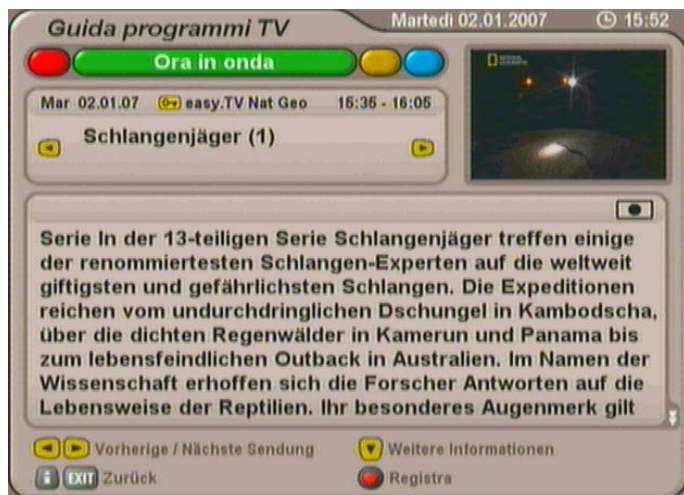 Guida programmi TV
Martedi 02.01.2007
15:52
Ora in onda
NATIONAL GEOGRAPHIC
Mar 02.01.07 easy.TV Nat Geo 15:35 - 16:05
Schlangenjäger (1)
Serie In der 13-teiligen Serie Schlangenjäger treffen einige
der renommiertesten Schlangen-Experten auf die weltweit
giftigsten und gefährlichsten Schlangen. Die Expeditionen
reichen vom undurchdringlichen Dschungel in Kambodscha,
über die dichten Regenwälder in Kamerun und Panama bis
zum lebensfeindlichen Outback in Australien. Im Namen der
Wissenschaft erhoffen sich die Forscher Antworten auf die
Lebensweise der Reptilien. Ihr besonderes Augenmerk gilt
Vorherige / Nächste Sendung
Weitere Informationen
i EXIT Zurück
Registra